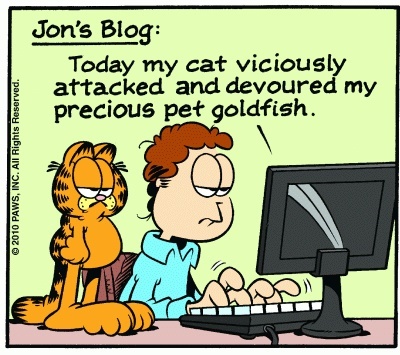 Jon's Blog:
Today my cat viciously
attacked and devoured my
precious pet goldfish.
© 2010 PAWS, INC. All Rights Reserved.